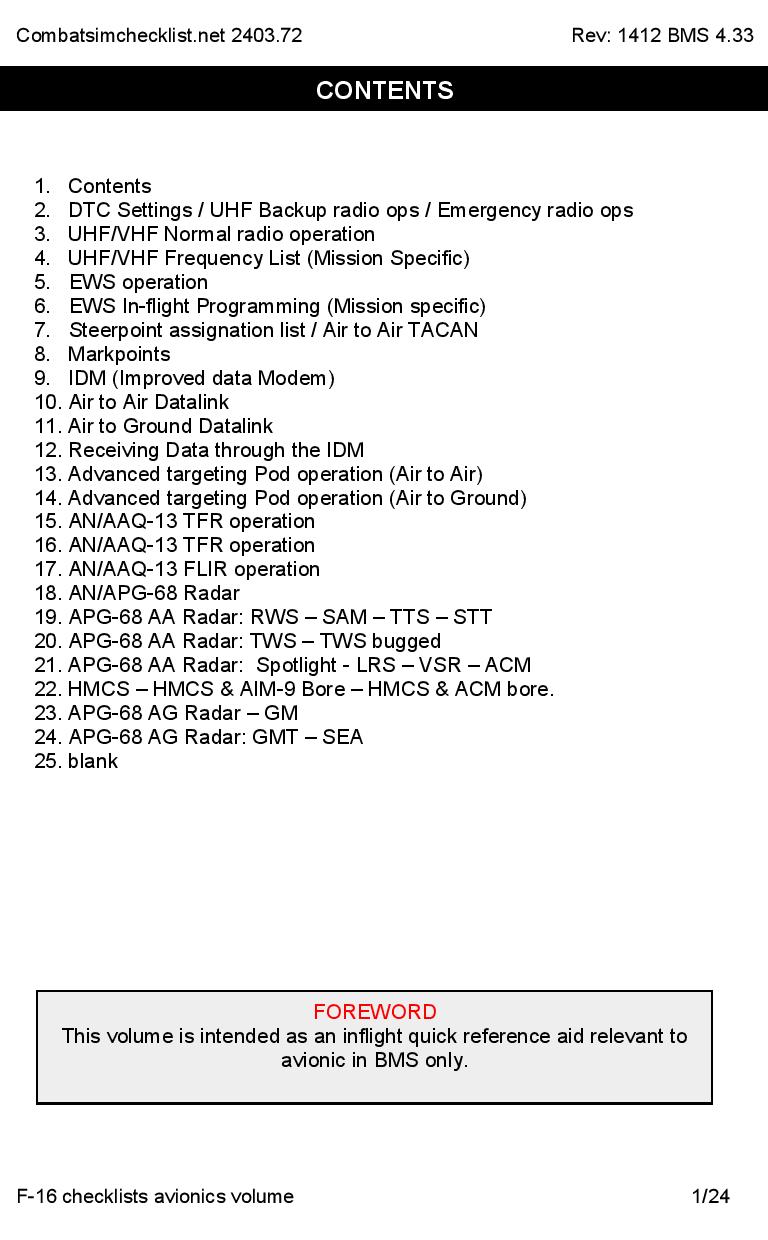 Combatsimchecklist.net 2403.72 Rev: 1412 BMS 4.33
CONTENTS
1. Contents
2. DTC Settings / UHF Backup radio ops / Emergency radio ops
3. UHF/VHF Normal radio operation
4. UHF/VHF Frequency List (Mission Specific)
5. EWS operation
6. EWS In-flight Programming (Mission specific)
7. Steerpoint assignation list / Air to Air TACAN
8. Markpoints
9. IDM (Improved data Modem)
10. Air to Air Datalink
11. Air to Ground Datalink
12. Receiving Data through the IDM
13. Advanced targeting Pod operation (Air to Air)
14. Advanced targeting Pod operation (Air to Ground)
15. AN/AAQ-13 TFR operation
16. AN/AAQ-13 TFR operation
17. AN/AAQ-13 FLIR operation
18. AN/APG-68 Radar
19. APG-68 AA Radar: RWS – SAM – TTS – STT
20. APG-68 AA Radar: TWS – TWS bugged
21. APG-68 AA Radar: Spotlight - LRS – VSR – ACM
22. HMCS – HMCS & AIM-9 Bore – HMCS & ACM bore.
23. APG-68 AG Radar – GM
24. APG-68 AG Radar: GMT – SEA
25. blank
FOREWORD
This volume is intended as an inflight quick reference aid relevant to
avionic in BMS only.
F-16 checklists avionics volume 1/24